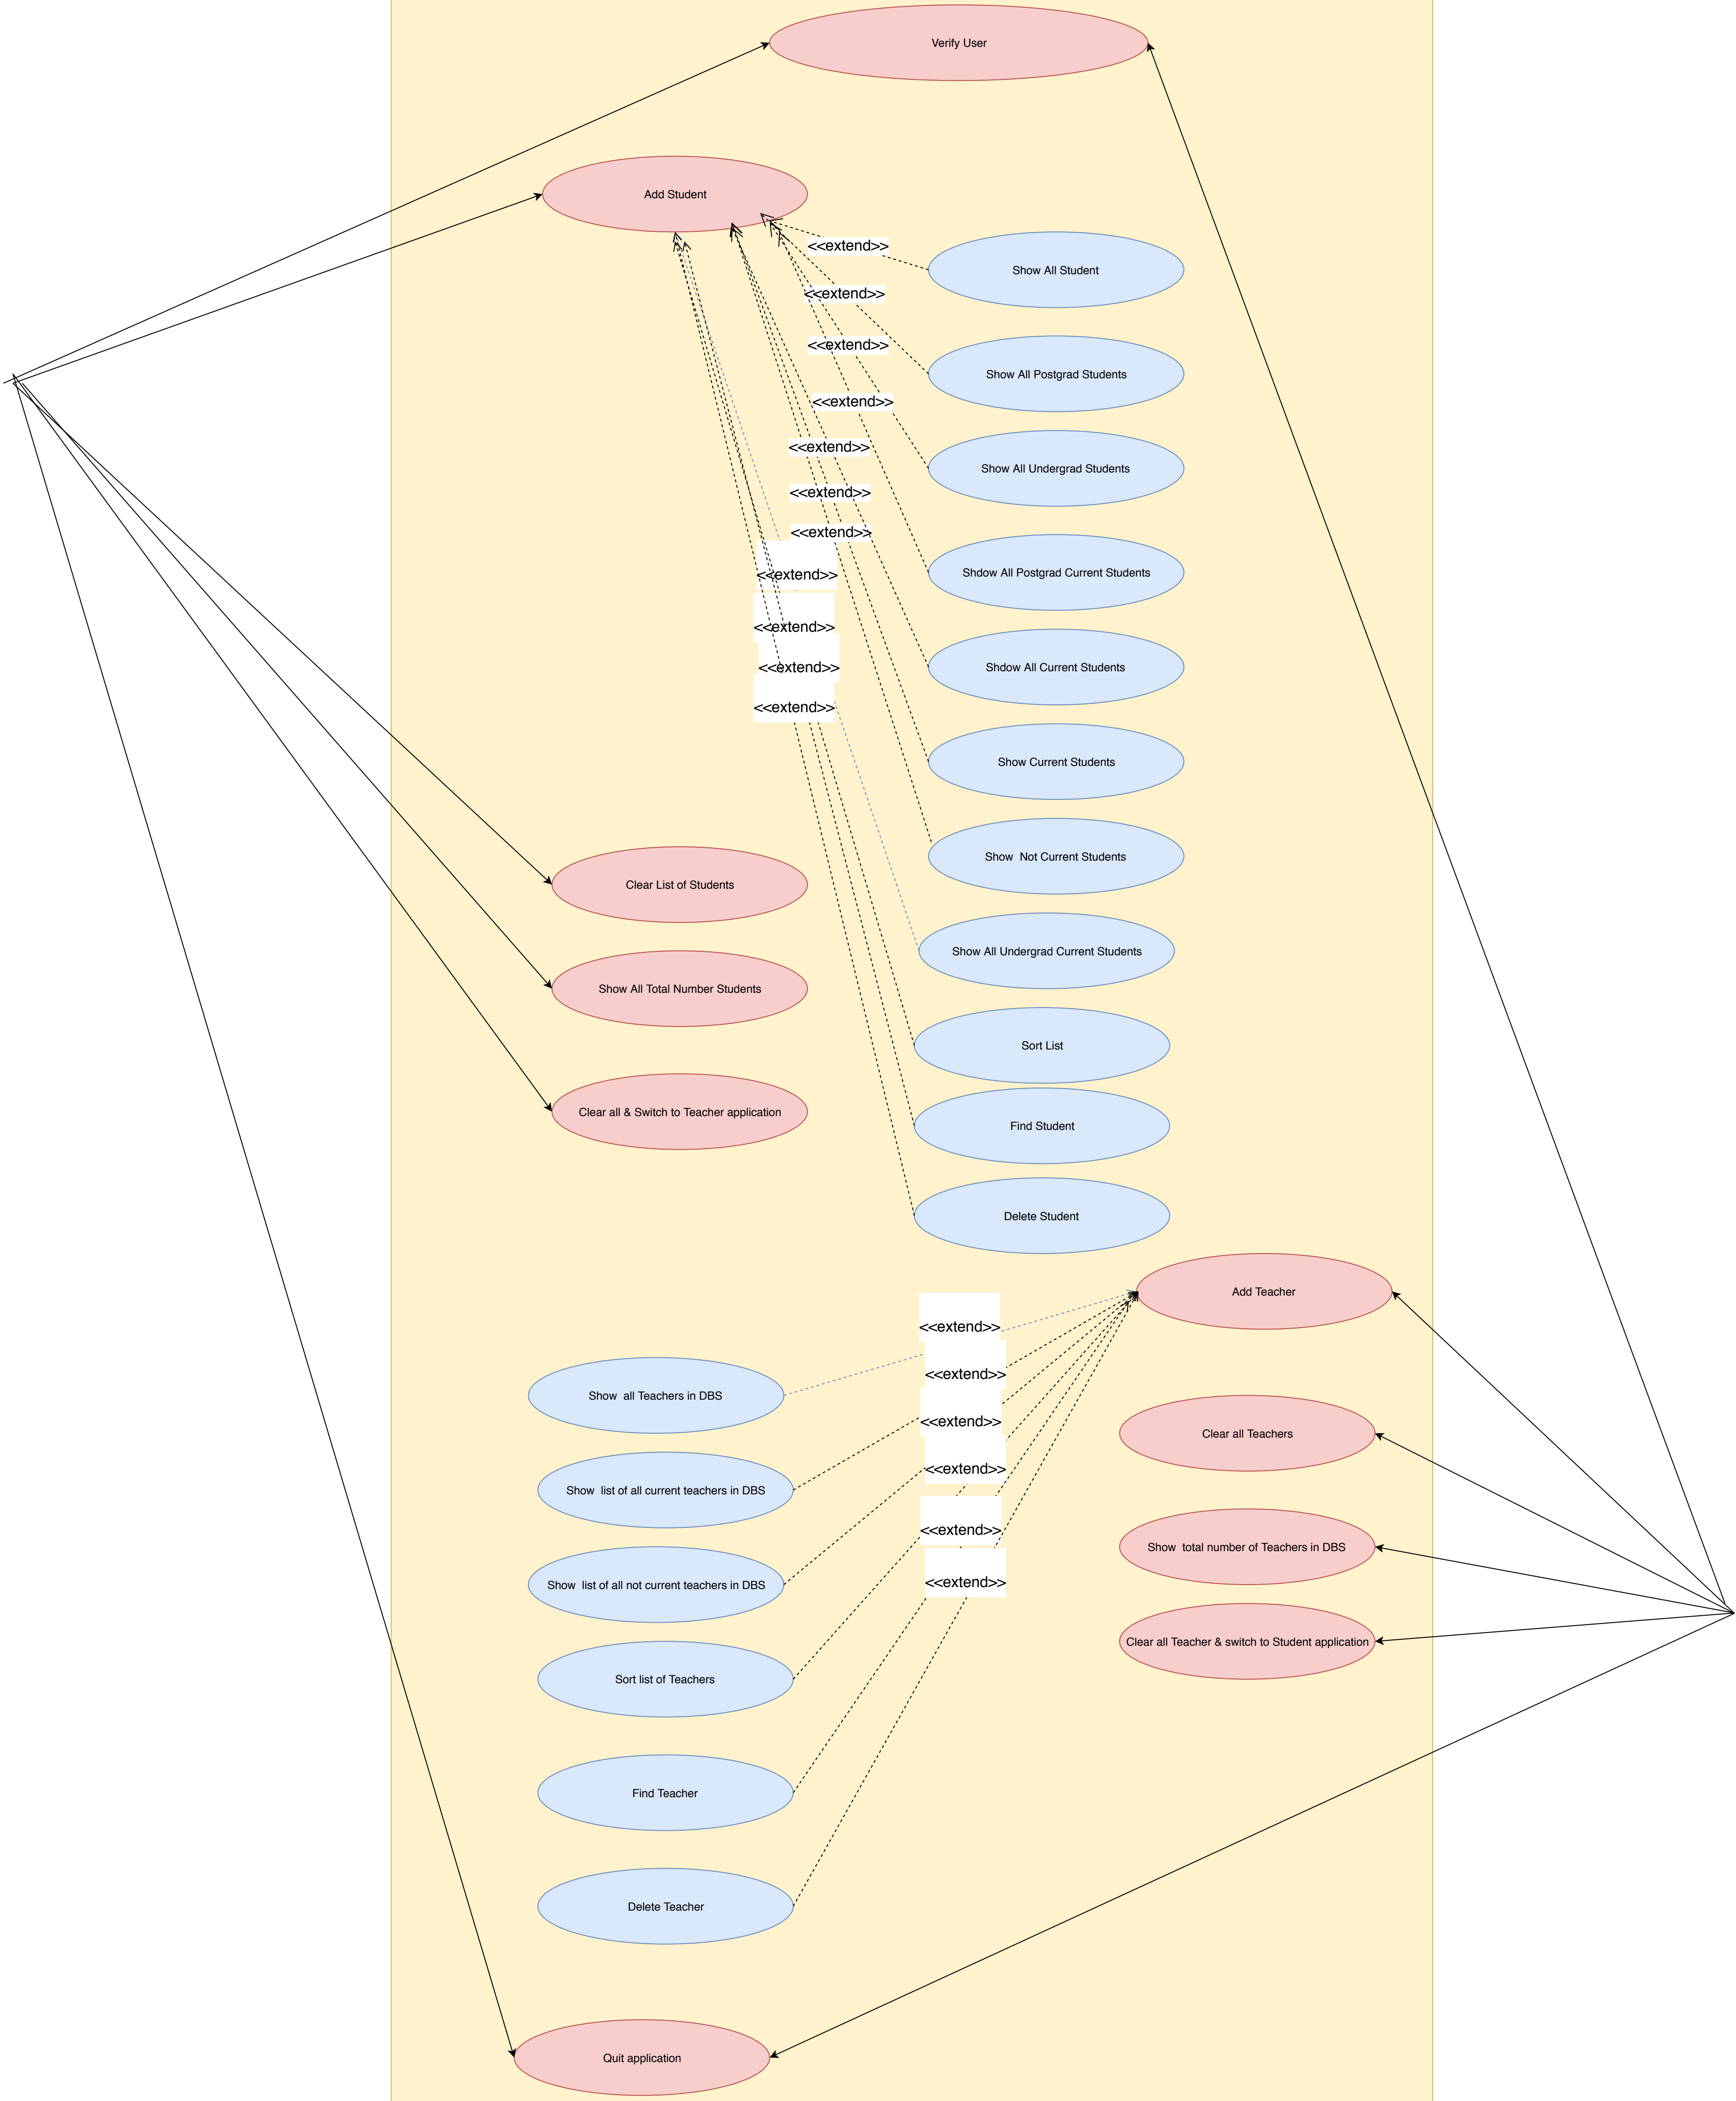 Verify User
Add Student
<<extend>>
Show All Student
<<extend>>
Show All Postgrad Students
<<extend>>
<<extend>>
<<extend>>
Show All Undergrad Students
<<extend>>
<<extend>>
Shdow All Postgrad Current Students
<<extend>>
<<extend>>
<<extend>>
Shdow All Current Students
<<extend>>
Show Current Students
Show  Not Current Students
Clear List of Students
Show All Undergrad Current Students
Show All Total Number Students
Sort List
Clear all & Switch to Teacher application
Find Student
Delete Student
Add Teacher
<<extend>>
<<extend>>
Show  all Teachers in DBS
<<extend>>
Clear all Teachers
<<extend>>
Show  list of all current teachers in DBS
<<extend>>
Show  total number of Teachers in DBS
<<extend>>
Show  list of all not current teachers in DBS
Clear all Teacher & switch to Student application
Sort list of Teachers
Find Teacher
Delete Teacher
Quit application